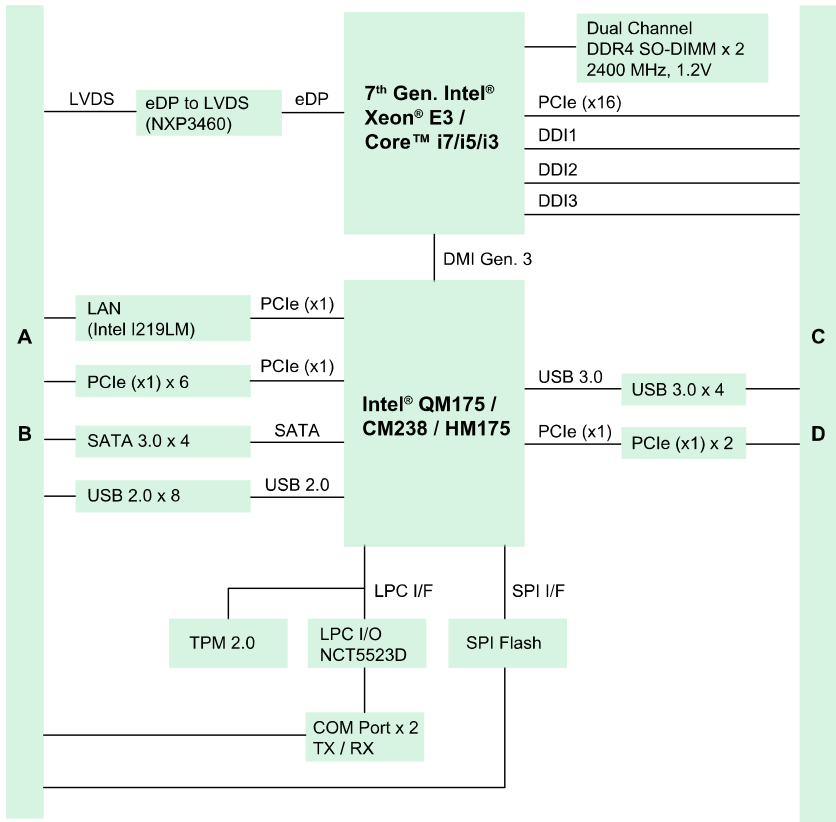 Dual Channel
DDR4 SO-DIMM x 2
2400 MHz, 1.2V
LVDS
eDP to LVDS
(NXP3460)
eDP
7th Gen. Intel®
Xeon® E3 /
Core™ i7/i5/i3
PCIe (x16)
DDI1
DDI2
DDI3
DMI Gen. 3
A
B
LAN
(Intel I219LM)
PCIe (x1)
PCIe (x1) x 6
PCIe (x1)
SATA 3.0 x 4
SATA
USB 2.0 x 8
USB 2.0
Intel® QM175 /
CM238 / HM175
USB 3.0
USB 3.0 x 4
PCIe (x1)
PCIe (x1) x 2
C
D
LPC I/F
SPI I/F
TPM 2.0
LPC I/O
NCT5523D
SPI Flash
COM Port x 2
TX / RX